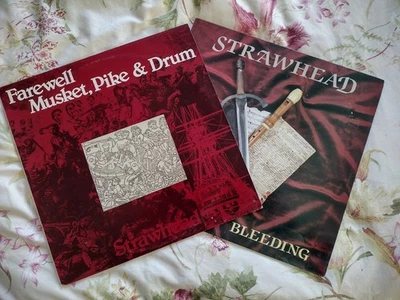 Farewell
Musket, Pike & Drum
Strawhead
STRAWHEAD
BLEEDING